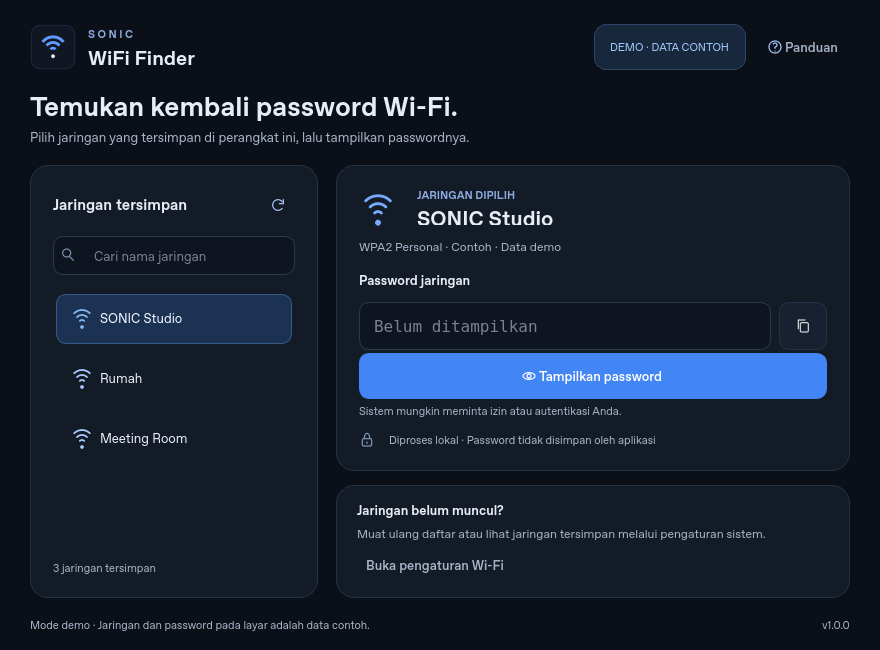 SONIC
WiFi Finder
DEMO · DATA CONTOH
Panduan
Temukan kembali password Wi-Fi.
Pilih jaringan yang tersimpan di perangkat ini, lalu tampilkan passwordnya.
Jaringan tersimpan
Cari nama jaringan
SONIC Studio
Rumah
Meeting Room
3 jaringan tersimpan
JARINGAN DIPILIH
SONIC Studio
WPA2 Personal · Contoh · Data demo
Password jaringan
Belum ditampilkan
Tampilkan password
Sistem mungkin meminta izin atau autentikasi Anda.
Diproses lokal · Password tidak disimpan oleh aplikasi
Jaringan belum muncul?
Muat ulang daftar atau lihat jaringan tersimpan melalui pengaturan sistem.
Buka pengaturan Wi-Fi
Mode demo · Jaringan dan password pada layar adalah data contoh.
v1.0.0